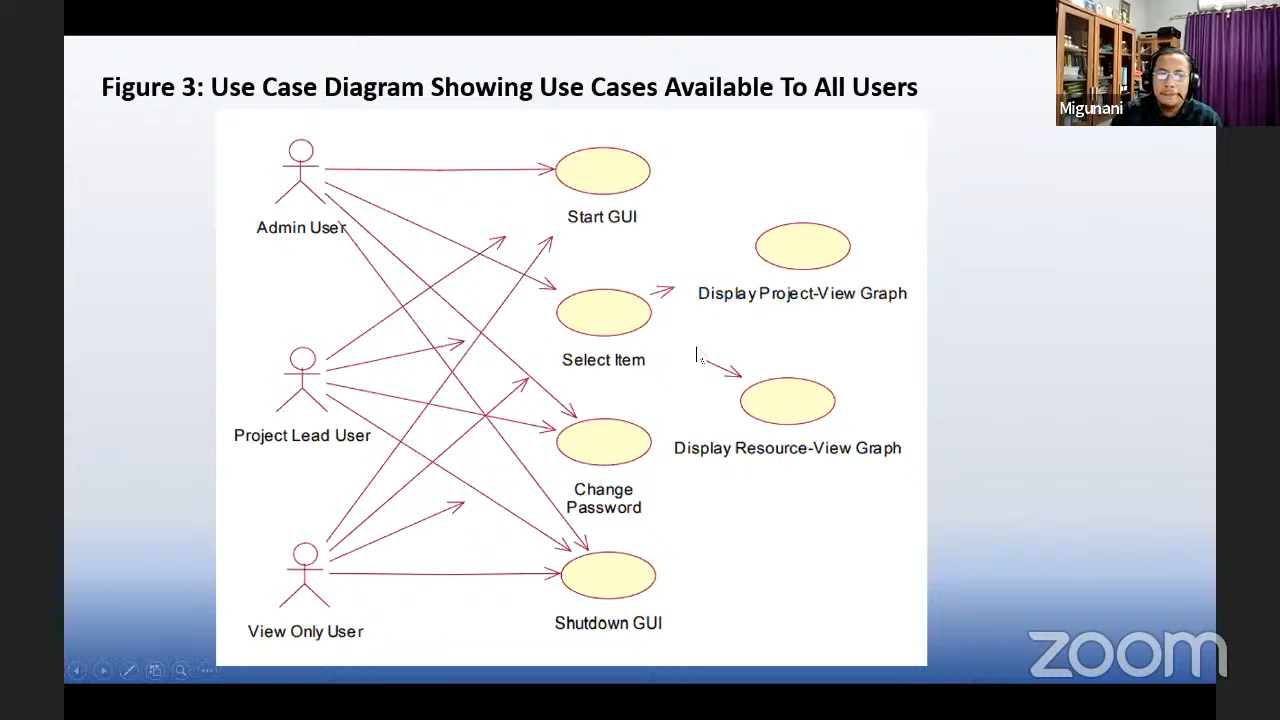 Figure 3: Use Case Diagram Showing Use Cases Available To All Users
Migunani
Admin User
Start GUI
Display Project-View Graph
Select Item
Project Lead User
Display Resource-View Graph
Change
Password
View Only User
Shutdown GUI
zoom